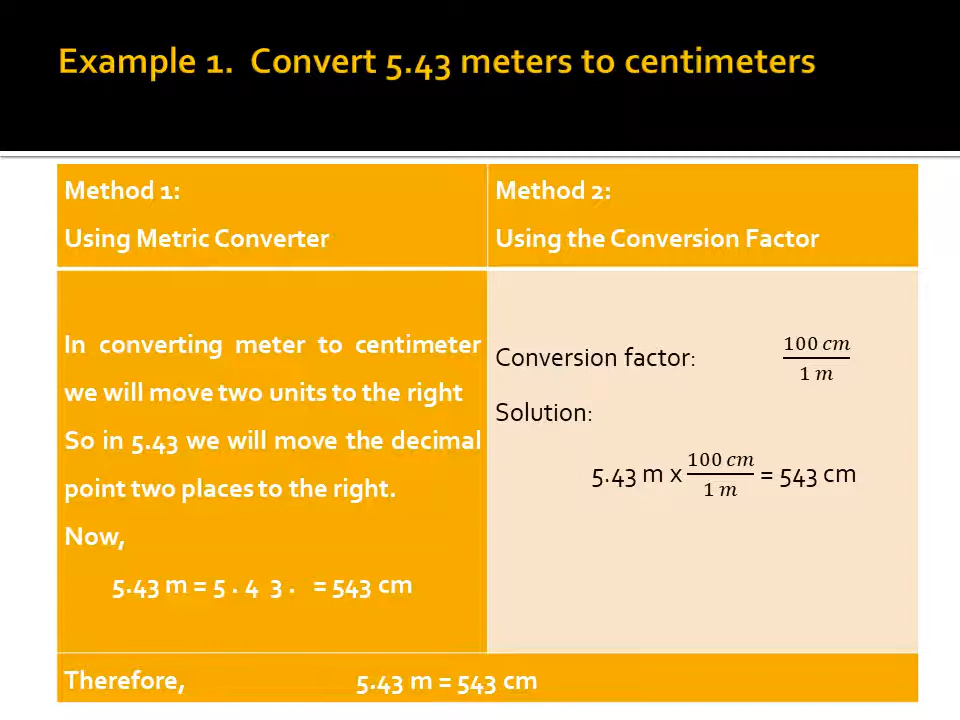 Example 1.  Convert 5.43 meters to centimeters
Method 1:
Using Metric Converter
Method 2:
Using the Conversion Factor
In converting meter to centimeter
we will move two units to the right
So in 5.43 we will move the decimal
point two places to the right.
Now,
5.43 m = 5 . 4  3 .   = 543 cm
Conversion factor: 100 cm / 1 m
Solution:
5.43 m x 100 cm / 1 m = 543 cm
Therefore, 5.43 m = 543 cm